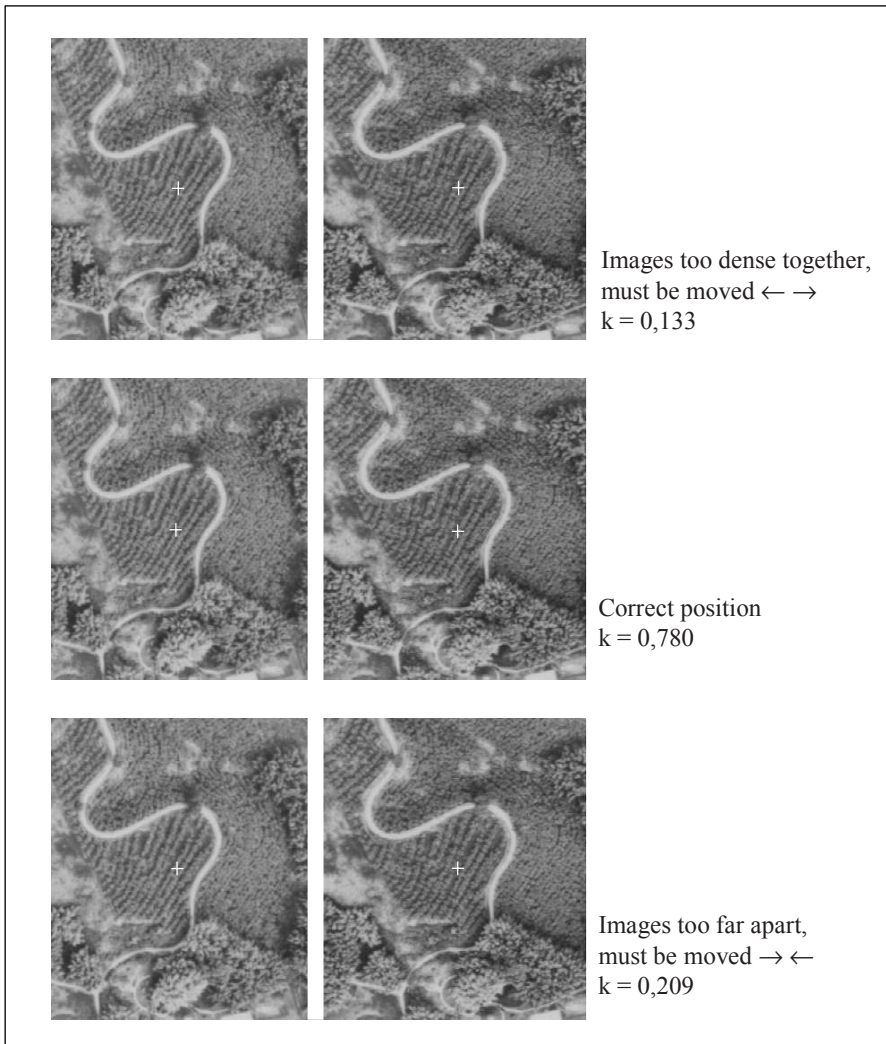 Images too dense together,
must be moved ← →
k = 0,133
Correct position
k = 0,780
Images too far apart,
must be moved → ←
k = 0,209